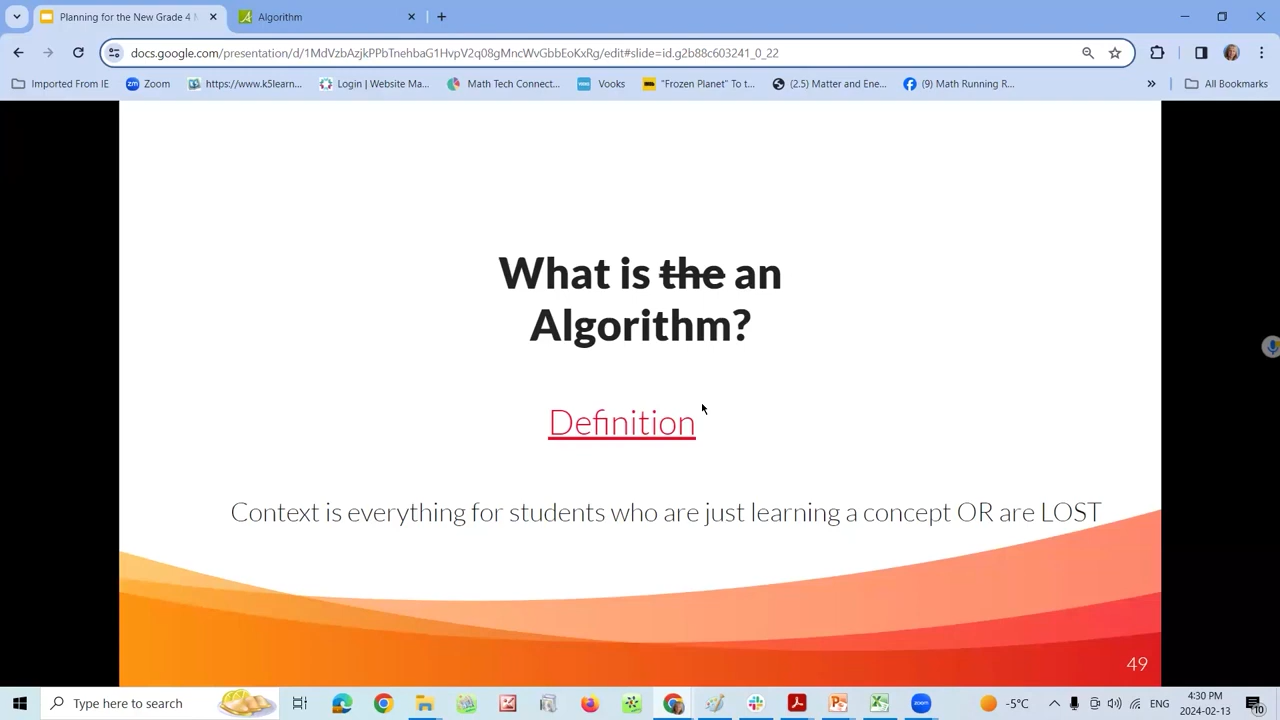 Planning for the New Grade 4 M
Algorithm
docs.google.com/presentation/d/1MdVzbAzjkPPbTnehbaG1HvpV2q08gMncWvGbbEoKxRg/edit#slide=id.g2b88c603241_0_22
Imported From IE
Zoom
https://www.k5learn...
Login | Website Ma...
Math Tech Connect...
Vooks
"Frozen Planet" To t...
(2.5) Matter and Ene...
(9) Math Running R...
All Bookmarks
What is the an
Algorithm?
Definition
Context is everything for students who are just learning a concept OR are LOST
49
Type here to search
-5°C
ENG
4:30 PM
2024-02-13
10